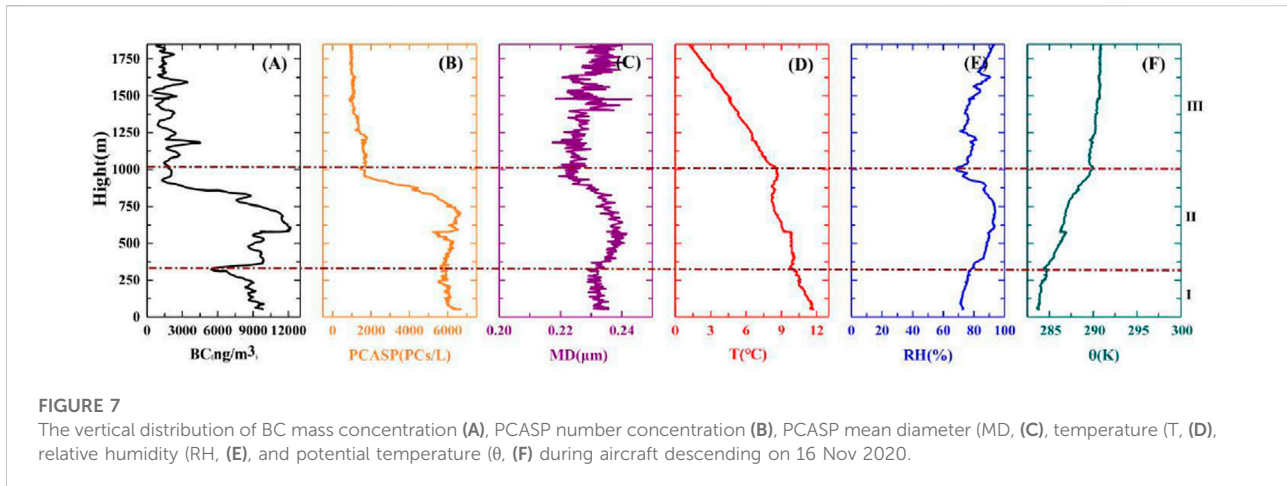 (A) (B) (C) (D) (E) (F)
1750
1500
1250
1000
750
500
250
0
Hight(m)
III
II
I
0 3000 6000 9000 12000
BC(ng/m³)
0 2000 4000 6000
PCASP(PCs/L)
0.20 0.22 0.24
MD(μm)
0 3 6 9 12
T(°C)
0 20 40 60 80 100
RH(%)
285 290 295 300
θ(K)
FIGURE 7
The vertical distribution of BC mass concentration (A), PCASP number concentration (B), PCASP mean diameter (MD, (C), temperature (T, (D),
relative humidity (RH, (E), and potential temperature (θ, (F) during aircraft descending on 16 Nov 2020.